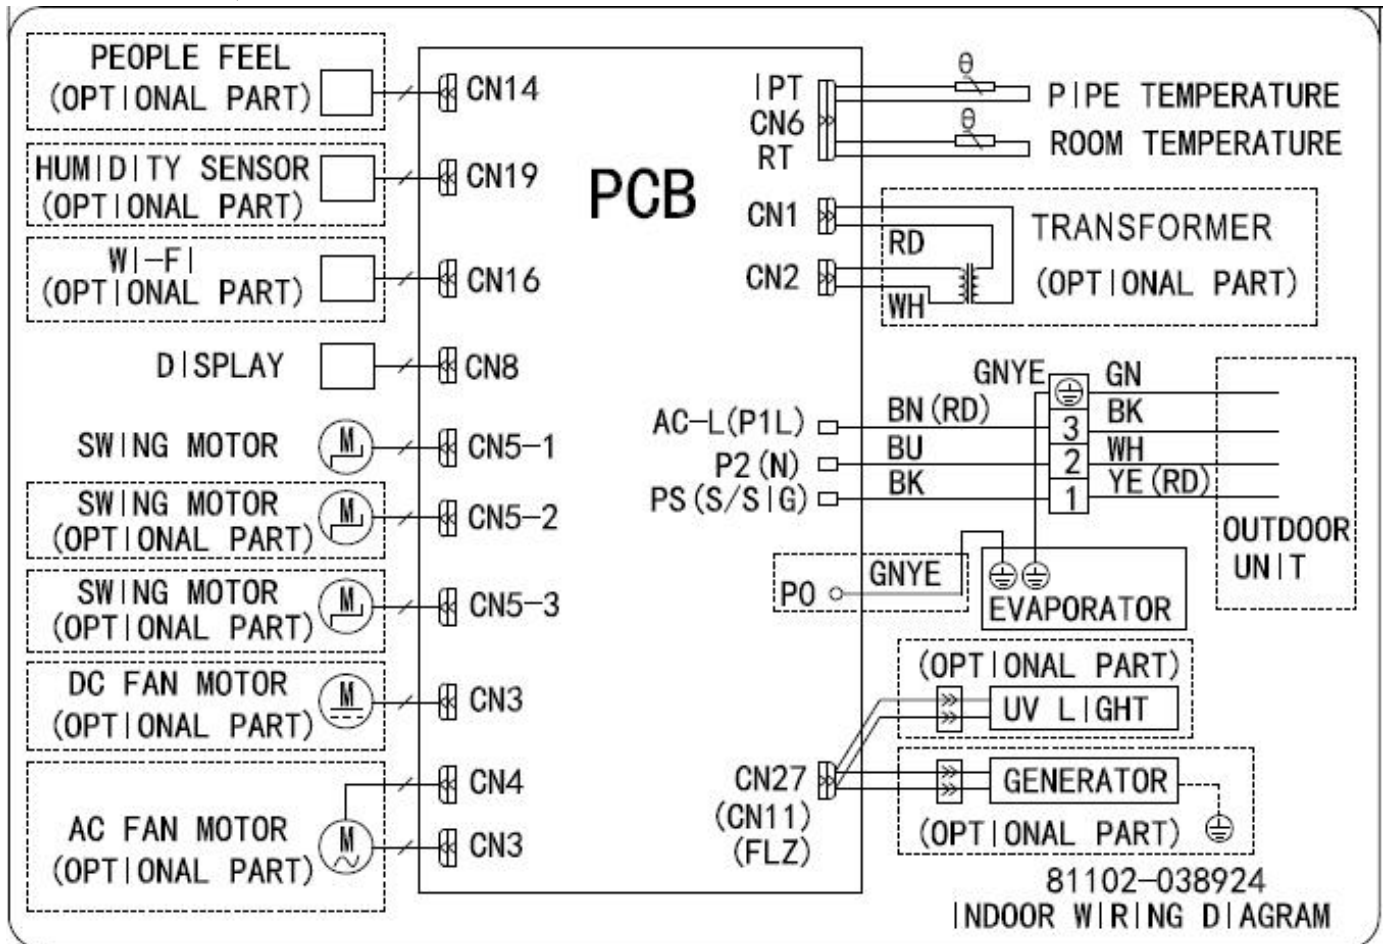 PEOPLE FEEL
(OPTIONAL PART)
CN14
HUMIDITY SENSOR
(OPTIONAL PART)
CN19
WI-FI
(OPTIONAL PART)
CN16
DISPLAY
CN8
SWING MOTOR
M
CN5-1
SWING MOTOR
(OPTIONAL PART)
M
CN5-2
SWING MOTOR
(OPTIONAL PART)
M
CN5-3
DC FAN MOTOR
(OPTIONAL PART)
M
CN3
AC FAN MOTOR
(OPTIONAL PART)
M
CN4
CN3
PCB
IPT
CN6
RT
θ
PIPE TEMPERATURE
θ
ROOM TEMPERATURE
CN1
CN2
RD
WH
TRANSFORMER
(OPTIONAL PART)
GNYE
GN
AC-L(P1L)
BN(RD)
3
BK
P2(N)
BU
2
WH
PS(S/SIG)
BK
1
YE(RD)
OUTDOOR
UNIT
P0
GNYE
EVAPORATOR
(OPTIONAL PART)
UV LIGHT
CN27
(CN11)
(FLZ)
GENERATOR
(OPTIONAL PART)
81102-038924
INDOOR WIRING DIAGRAM